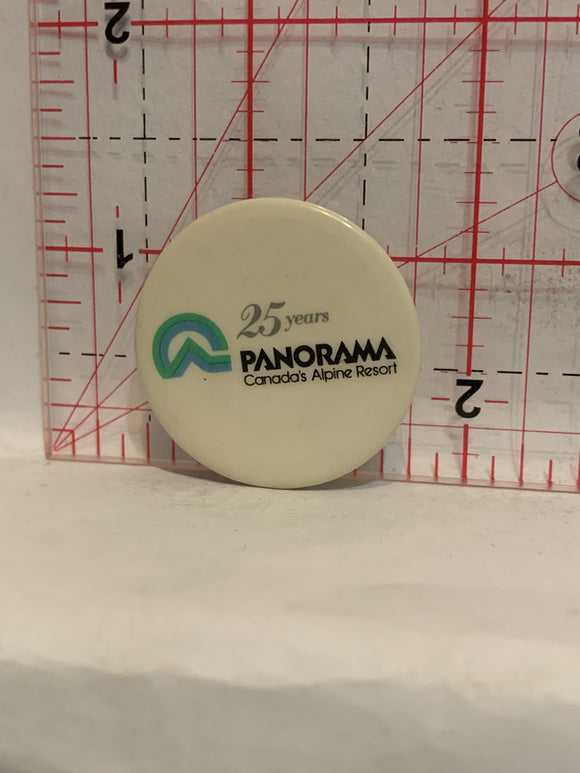 2
1
25 years
PANORAMA
Canada's Alpine Resort
2